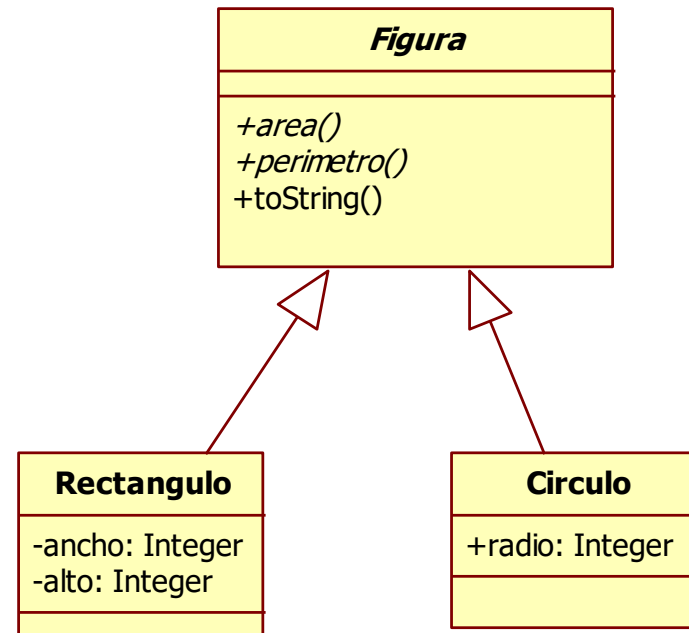 Figura
+area()
+perimetro()
+toString()
Rectangulo
-ancho: Integer
-alto: Integer
Circulo
+radio: Integer